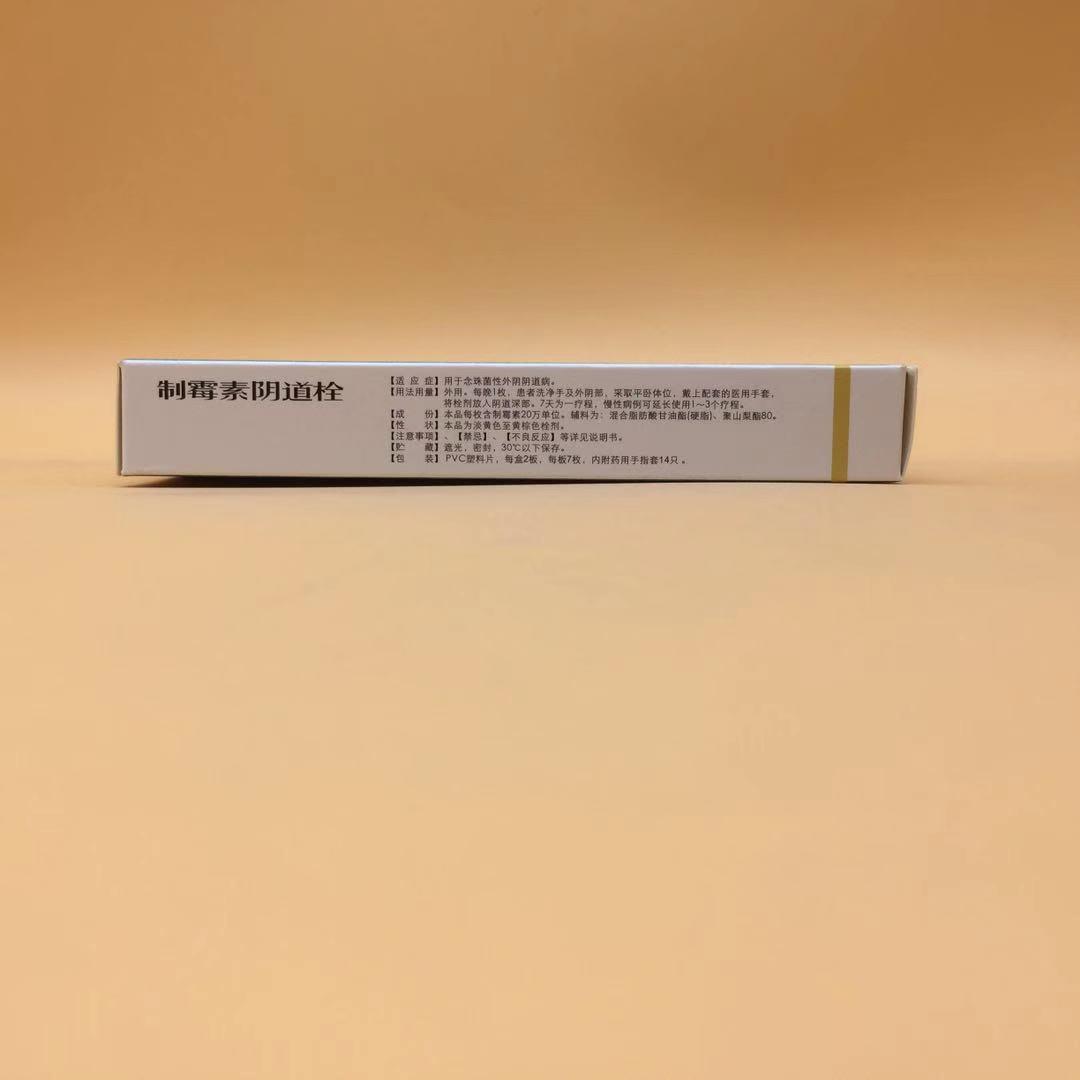 制霉素阴道栓
【适 应 症】用于念珠菌性外阴阴道病。
【用法用量】外用。每晚1枚，患者洗净手及外阴部，采取平卧体位，戴上配套的医用手套，
将栓剂放入阴道深部。7天为一疗程，慢性病例可延长使用1～3个疗程。
【成 份】本品每枚含制霉素20万单位。辅料为：混合脂肪酸甘油酯(硬脂)、聚山梨酯80。
【性 状】本品为淡黄色至黄棕色栓剂。
【注意事项】、【禁忌】、【不良反应】等详见说明书。
【贮 藏】遮光，密封，30℃以下保存。
【包 装】PVC塑料片，每盒2板，每板7枚，内附药用手指套14只。